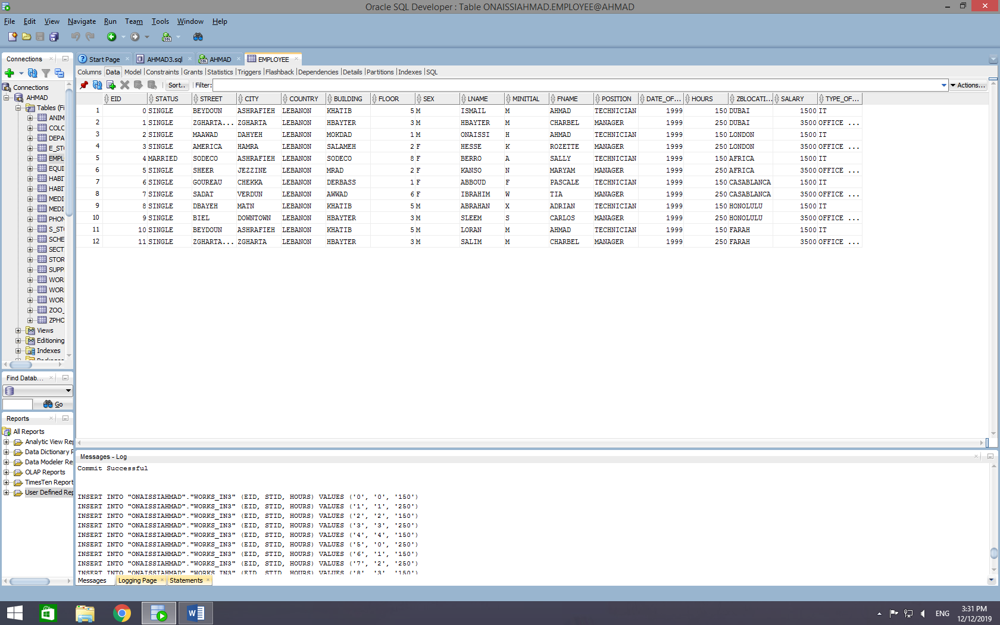 Oracle SQL Developer : Table ONAISSIAHMAD.EMPLOYEE@AHMAD
File Edit View Navigate Run Team Tools Window Help
Connections
Start Page AHMAD3.sql AHMAD EMPLOYEE
Columns Data Model Constraints Grants Statistics Triggers Flashback Dependencies Details Partitions Indexes SQL
Sort.. Filter: Actions...
Connections
AHMAD
Tables (Fi
ANIM
COLC
DEPA
E_ST(
EMPL
EQUI
HABI
HABI
MEDI
MEDI
PHON
S_ST(
SCHE
SECT
STOR
SUPP
WOR
WOR
WOR
ZOO_
ZPHC
Views
Editioning
Indexes
EID STATUS STREET CITY COUNTRY BUILDING FLOOR SEX LNAME MINITIAL FNAME POSITION DATE_OF... HOURS ZBLOCATI... SALARY TYPE_OF...
1 0 SINGLE BEYDOUN ASHRAFIEH LEBANON KHATIB 5 M ISMAIL M AHMAD TECHNICIAN 1999 150 DUBAI 1500 IT
2 1 SINGLE ZGHARTA... ZGHARTA LEBANON HBAYTER 3 M HBAYTER M CHARBEL MANAGER 1999 250 DUBAI 3500 OFFICE ...
3 2 SINGLE MAAWAD DAHYEH LEBANON MOKDAD 1 M ONAISSI H AHMAD TECHNICIAN 1999 150 LONDON 1500 IT
4 3 SINGLE AMERICA HAMRA LEBANON SALAMEH 2 F HESSE K ROZETTE MANAGER 1999 250 LONDON 3500 OFFICE ...
5 4 MARRIED SODECO ASHRAFIEH LEBANON SODECO 8 F BERRO A SALLY TECHNICIAN 1999 150 AFRICA 1500 IT
6 5 SINGLE SHEER JEZZINE LEBANON MRAD 2 F KANSO N MARYAM MANAGER 1999 250 AFRICA 3500 OFFICE ...
7 6 SINGLE GOUREAU CHEKKA LEBANON DERBASS 1 F ABBOUD F PASCALE TECHNICIAN 1999 150 CASABLANCA 1500 IT
8 7 SINGLE SADAT VERDUN LEBANON AWWAD 6 F IBRAHIM W TIA MANAGER 1999 250 CASABLANCA 3500 OFFICE ...
9 8 SINGLE DBAYEH MATN LEBANON KHATIB 5 M ABRAHAN X ADRIAN TECHNICIAN 1999 150 HONOLULU 1500 IT
10 9 SINGLE BIEL DOWNTOWN LEBANON HBAYTER 3 M SLEEM S CARLOS MANAGER 1999 250 HONOLULU 3500 OFFICE ...
11 10 SINGLE BEYDOUN ASHRAFIEH LEBANON KHATIB 5 M LORAN M AHMAD TECHNICIAN 1999 150 FARAH 1500 IT
12 11 SINGLE ZGHARTA... ZGHARTA LEBANON HBAYTER 3 M SALIM M CHARBEL MANAGER 1999 250 FARAH 3500 OFFICE ...
Find Datab...
Go
Reports
All Reports
Analytic View Rep
Data Dictionary F
Data Modeler Re
OLAP Reports
TimesTen Report
User Defined Rep
Messages - Log
Commit Successful
INSERT INTO "ONAISSIAHMAD"."WORKS_IN3" (EID, STID, HOURS) VALUES ('0', '0', '150')
INSERT INTO "ONAISSIAHMAD"."WORKS_IN3" (EID, STID, HOURS) VALUES ('1', '1', '250')
INSERT INTO "ONAISSIAHMAD"."WORKS_IN3" (EID, STID, HOURS) VALUES ('2', '2', '150')
INSERT INTO "ONAISSIAHMAD"."WORKS_IN3" (EID, STID, HOURS) VALUES ('3', '3', '250')
INSERT INTO "ONAISSIAHMAD"."WORKS_IN3" (EID, STID, HOURS) VALUES ('4', '4', '150')
INSERT INTO "ONAISSIAHMAD"."WORKS_IN3" (EID, STID, HOURS) VALUES ('5', '0', '250')
INSERT INTO "ONAISSIAHMAD"."WORKS_IN3" (EID, STID, HOURS) VALUES ('6', '1', '150')
INSERT INTO "ONAISSIAHMAD"."WORKS_IN3" (EID, STID, HOURS) VALUES ('7', '2', '250')
INSERT INTO "ONAISSIAHMAD"."WORKS_IN3" (EID, STID, HOURS) VALUES ('8', '3', '150')
Messages Logging Page Statements
ENG
3:31 PM
12/12/2019